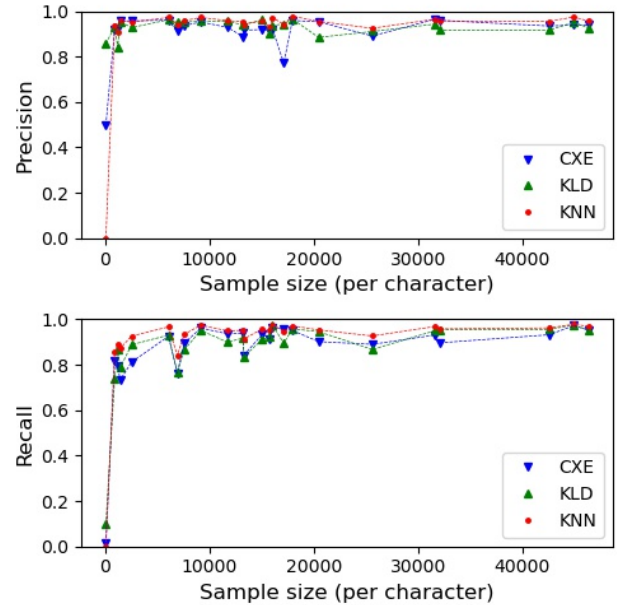 1.0
0.8
0.6
0.4
0.2
0.0
Precision
CXE
KLD
KNN
0 10000 20000 30000 40000
Sample size (per character)
1.0
0.8
0.6
0.4
0.2
0.0
Recall
CXE
KLD
KNN
0 10000 20000 30000 40000
Sample size (per character)